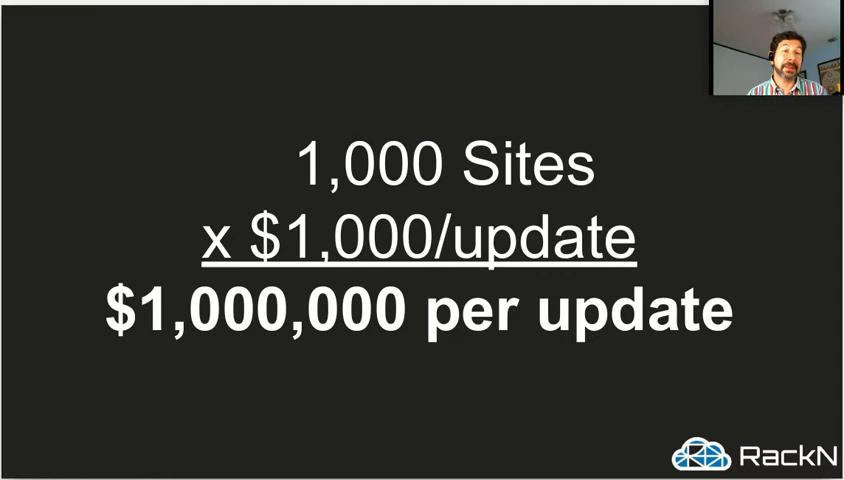 1,000 Sites
x $1,000/update
$1,000,000 per update
RackN